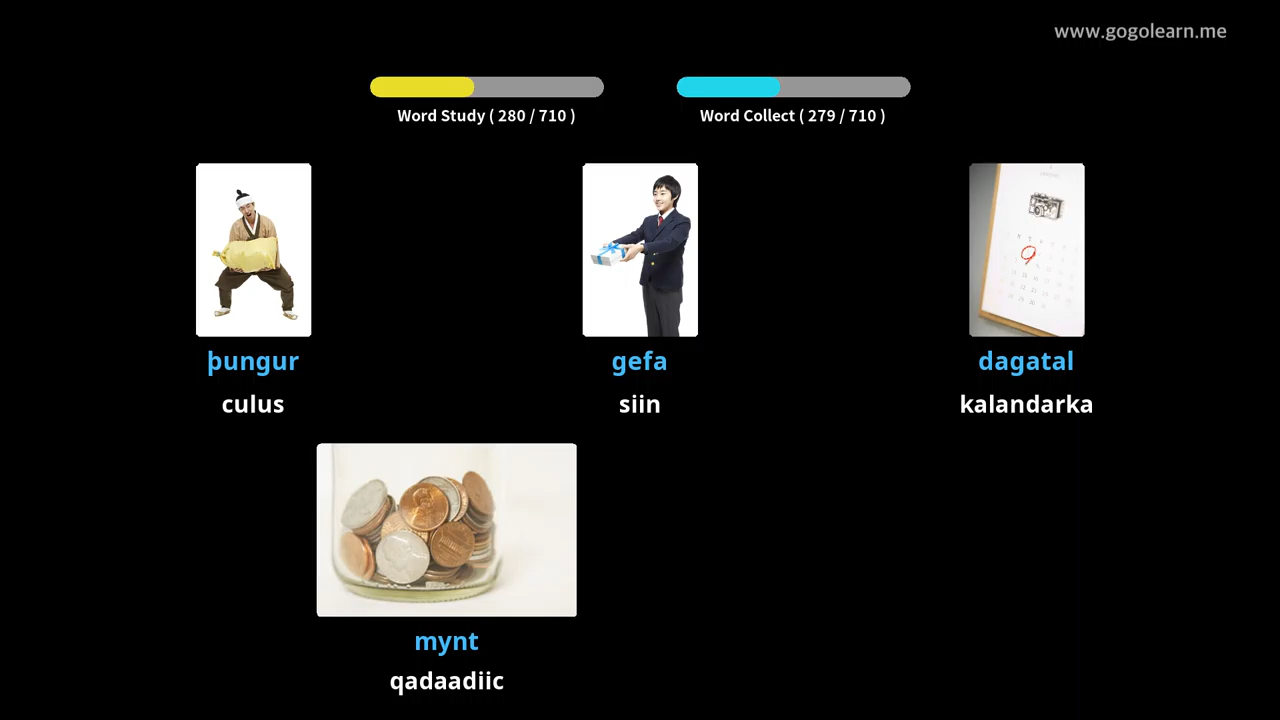 www.gogolearn.me
Word Study ( 280 / 710 )
Word Collect ( 279 / 710 )
þungur
gefa
dagatal
culus
siin
kalandarka
mynt
qadaadiic